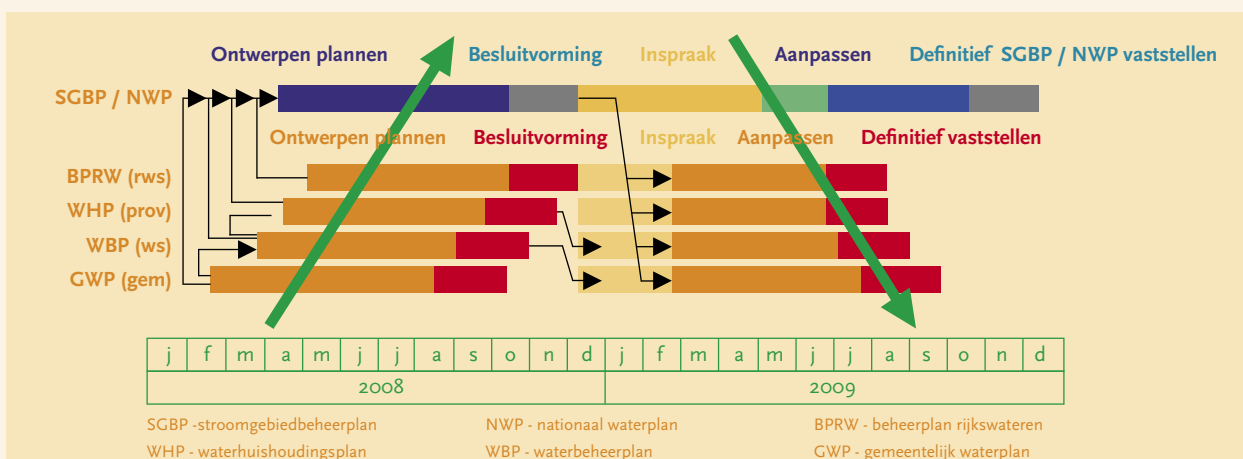 Ontwerpen plannen Besluitvorming Inspraak Aanpassen Definitief SGBP / NWP vaststellen
SGBP / NWP
Ontwerpen plannen Besluitvorming Inspraak Aanpassen Definitief vaststellen
BPRW (rws)
WHP (prov)
WBP (ws)
GWP (gem)
j f m a m j j a s o n d j f m a m j j a s o n d
2008 2009
SGBP -stroomgebiedbeheerplan NWP - nationaal waterplan BPRW - beheerplan rijkswateren
WHP - waterhuishoudingsplan WBP - waterbeheerplan GWP - gemeentelijk waterplan